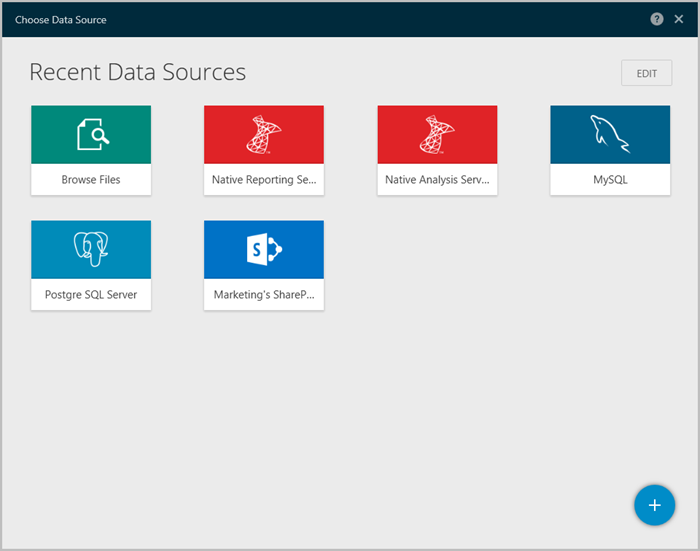 Choose Data Source
Recent Data Sources
EDIT
Browse Files
Native Reporting Se...
Native Analysis Serv...
MySQL
Postgre SQL Server
Marketing's ShareP...